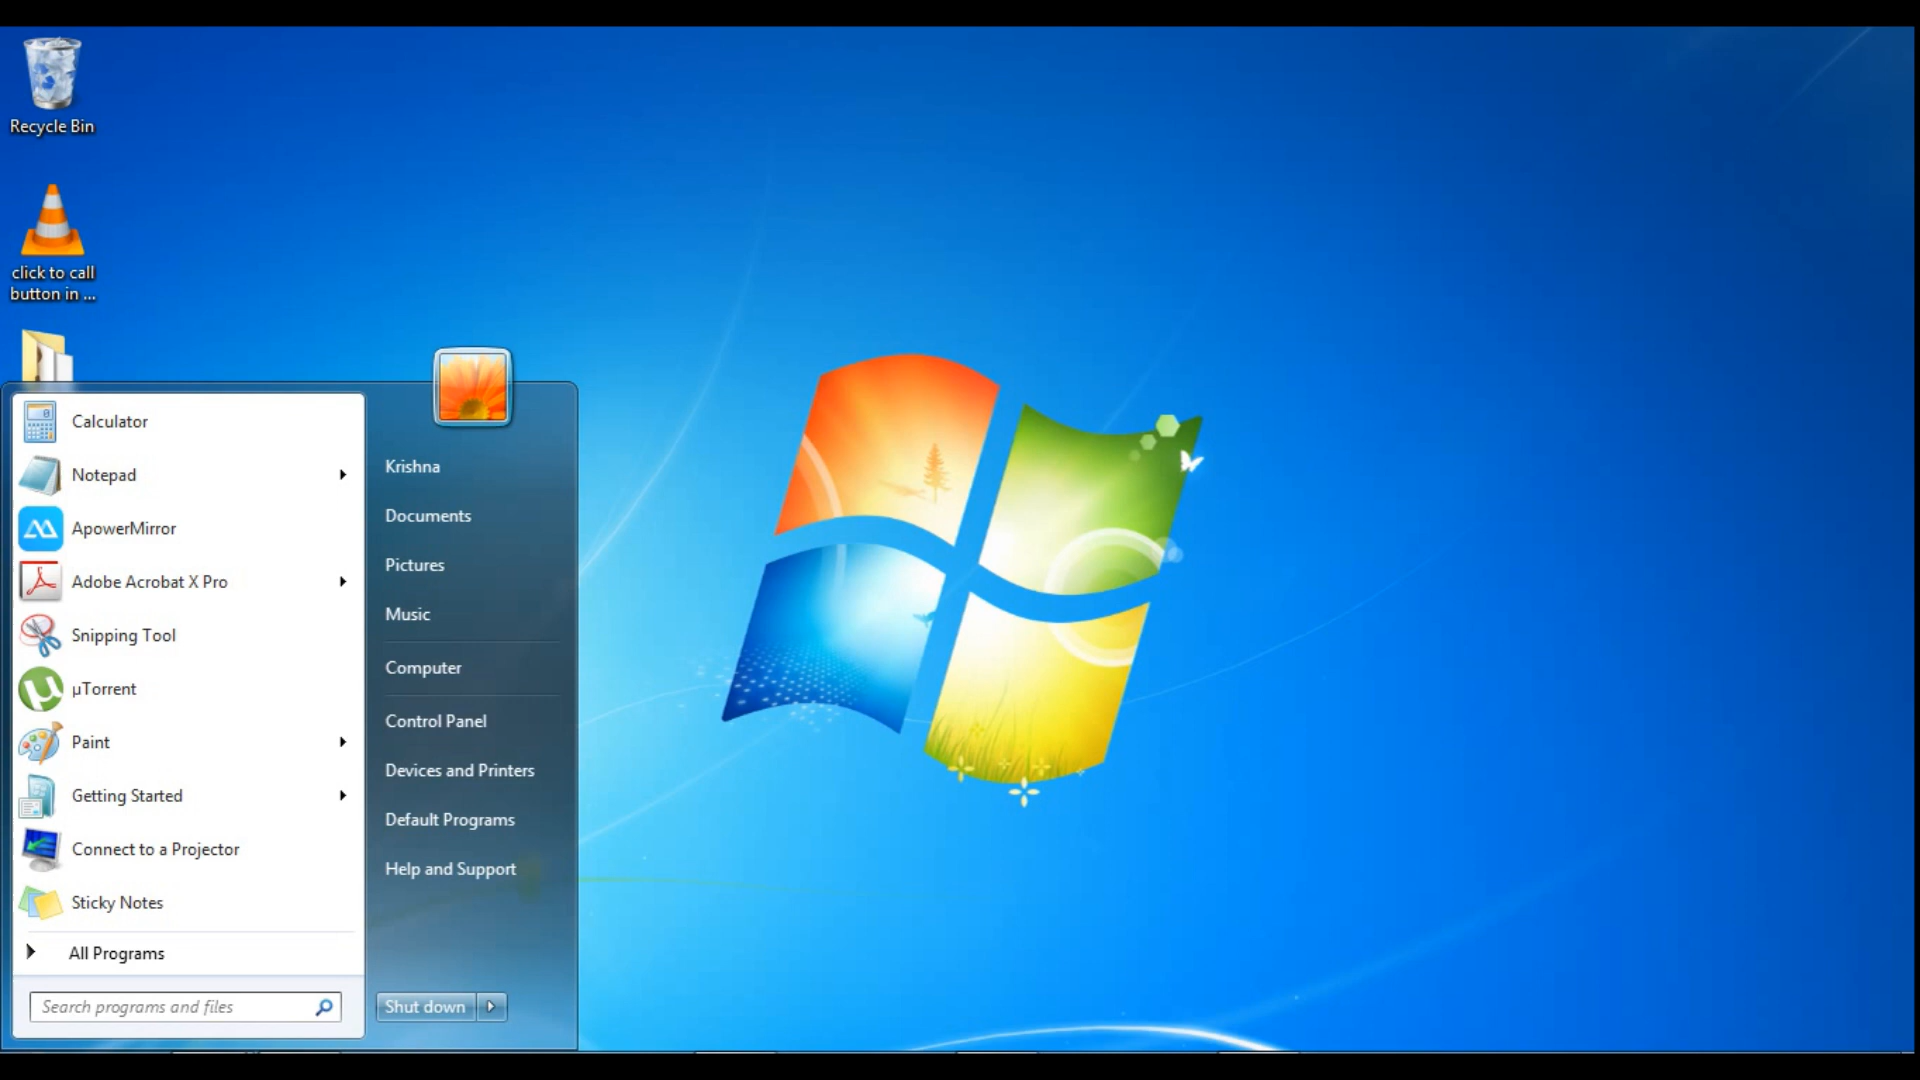 Recycle Bin
click to call
button in ...
Calculator
Notepad
ApowerMirror
Adobe Acrobat X Pro
Snipping Tool
µTorrent
Paint
Getting Started
Connect to a Projector
Sticky Notes
All Programs
Search programs and files
Krishna
Documents
Pictures
Music
Computer
Control Panel
Devices and Printers
Default Programs
Help and Support
Shut down